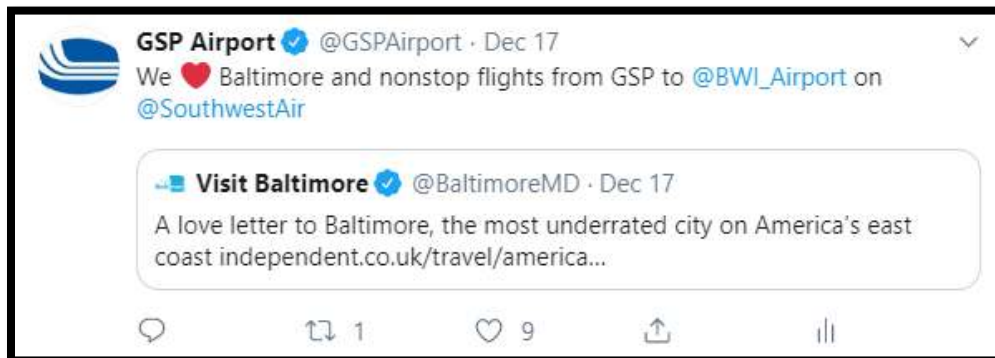 GSP Airport @GSPAirport · Dec 17
We ❤️ Baltimore and nonstop flights from GSP to @BWI_Airport on
@SouthwestAir
Visit Baltimore @BaltimoreMD · Dec 17
A love letter to Baltimore, the most underrated city on America's east
coast independent.co.uk/travel/america...
1 9